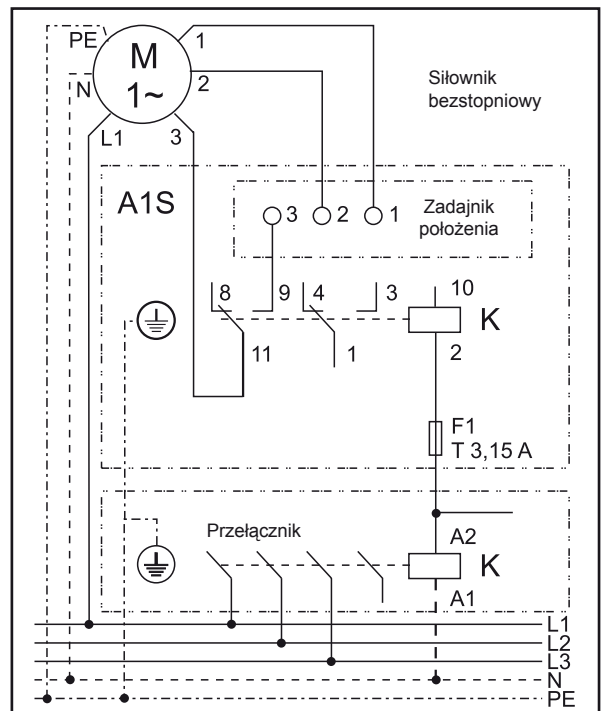 PE
1
M
1~
N
2
L1
3
Siłownik
bezstopniowy
A1S
3
2
1
Zadajnik
położenia
8
9
4
3
10
K
11
1
2
F1
T 3,15 A
Przełącznik
A2
K
A1
L1
L2
L3
N
PE